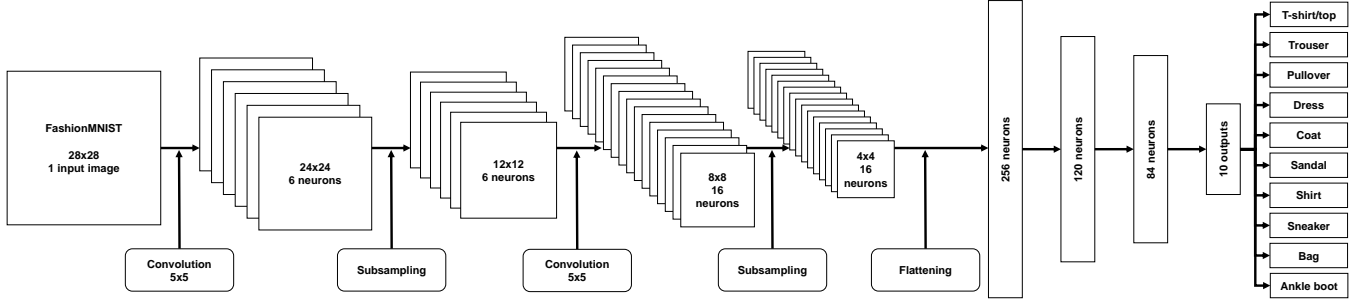 FashionMNIST
28x28
1 input image
Convolution
5x5
24x24
6 neurons
Subsampling
12x12
6 neurons
Convolution
5x5
8x8
16
neurons
Subsampling
4x4
16
neurons
Flattening
256 neurons
120 neurons
84 neurons
10 outputs
T-shirt/top
Trouser
Pullover
Dress
Coat
Sandal
Shirt
Sneaker
Bag
Ankle boot